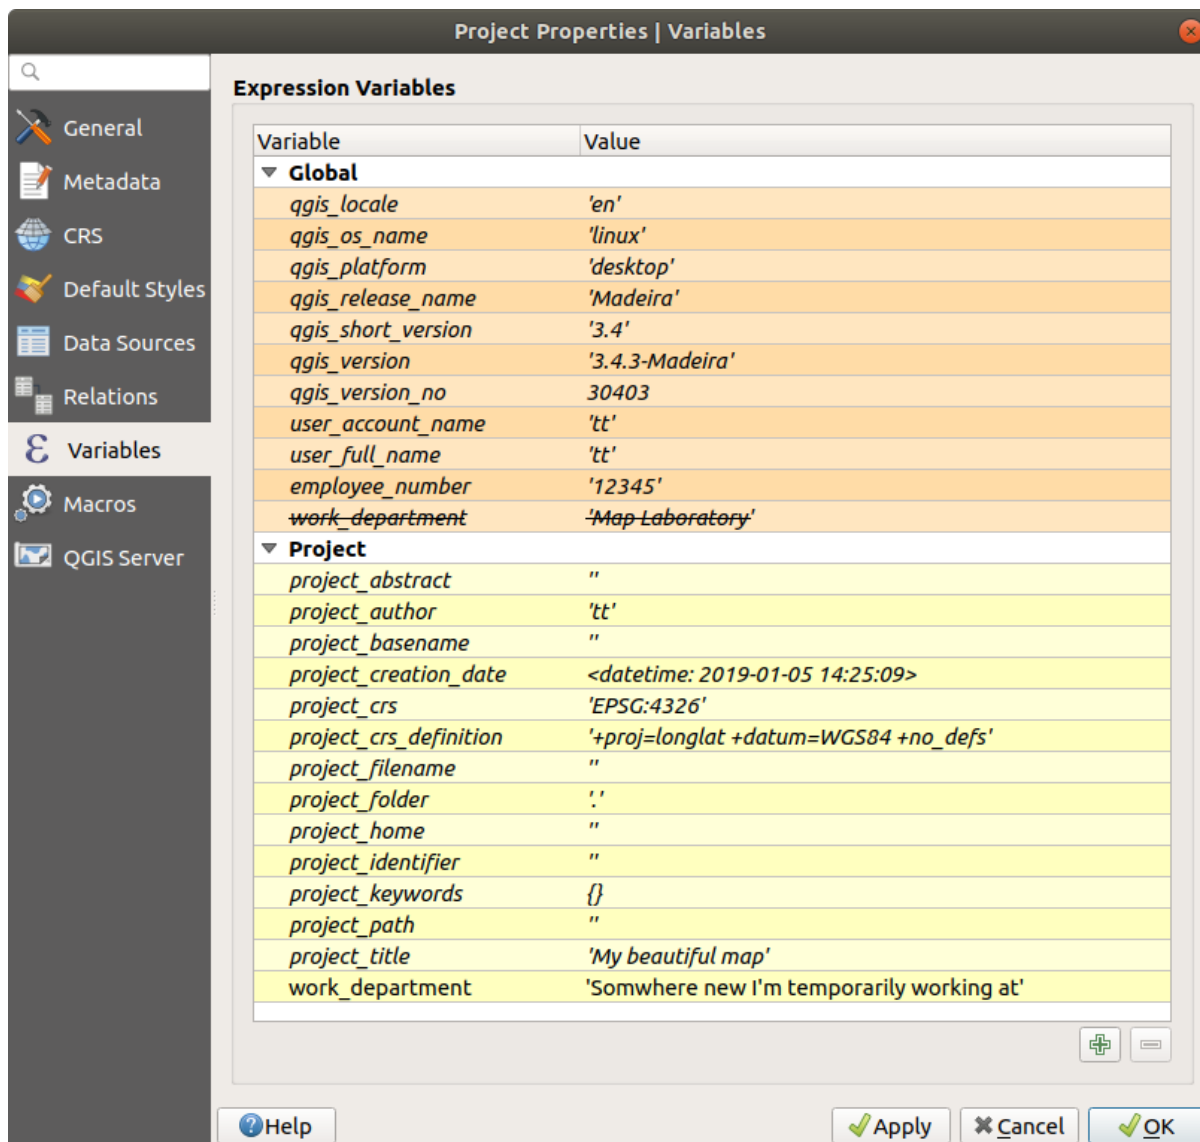 Project Properties | Variables
General
Metadata
CRS
Default Styles
Data Sources
Relations
Variables
Macros
QGIS Server
Expression Variables
Variable Value
Global
qgis_locale 'en'
qgis_os_name 'linux'
qgis_platform 'desktop'
qgis_release_name 'Madeira'
qgis_short_version '3.4'
qgis_version '3.4.3-Madeira'
qgis_version_no 30403
user_account_name 'tt'
user_full_name 'tt'
employee_number '12345'
work_department 'Map Laboratory'
Project
project_abstract ''
project_author 'tt'
project_basename ''
project_creation_date <datetime: 2019-01-05 14:25:09>
project_crs 'EPSG:4326'
project_crs_definition '+proj=longlat +datum=WGS84 +no_defs'
project_filename ''
project_folder '.'
project_home ''
project_identifier ''
project_keywords {}
project_path ''
project_title 'My beautiful map'
work_department 'Somwhere new I'm temporarily working at'
Help Apply Cancel OK